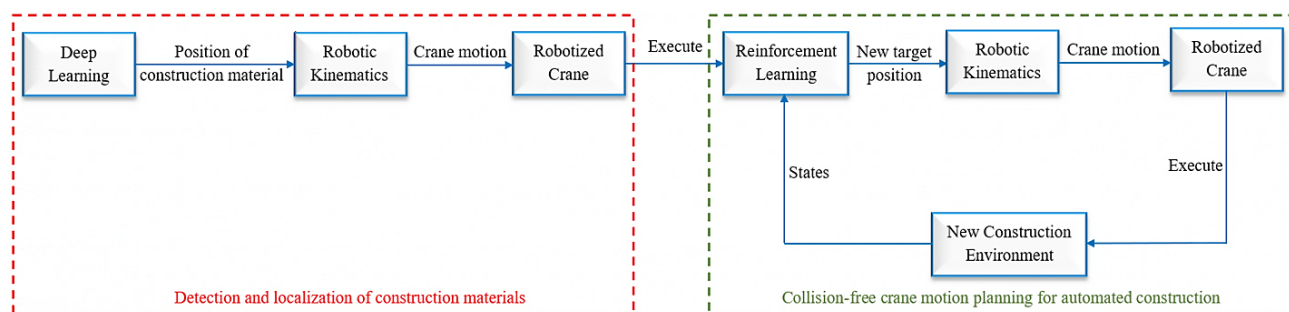 Deep
Learning
Position of
construction material
Robotic
Kinematics
Crane motion
Robotized
Crane
Execute
Reinforcement
Learning
New target
position
Robotic
Kinematics
Crane motion
Robotized
Crane
States
Execute
New Construction
Environment
Detection and localization of construction materials
Collision-free crane motion planning for automated construction